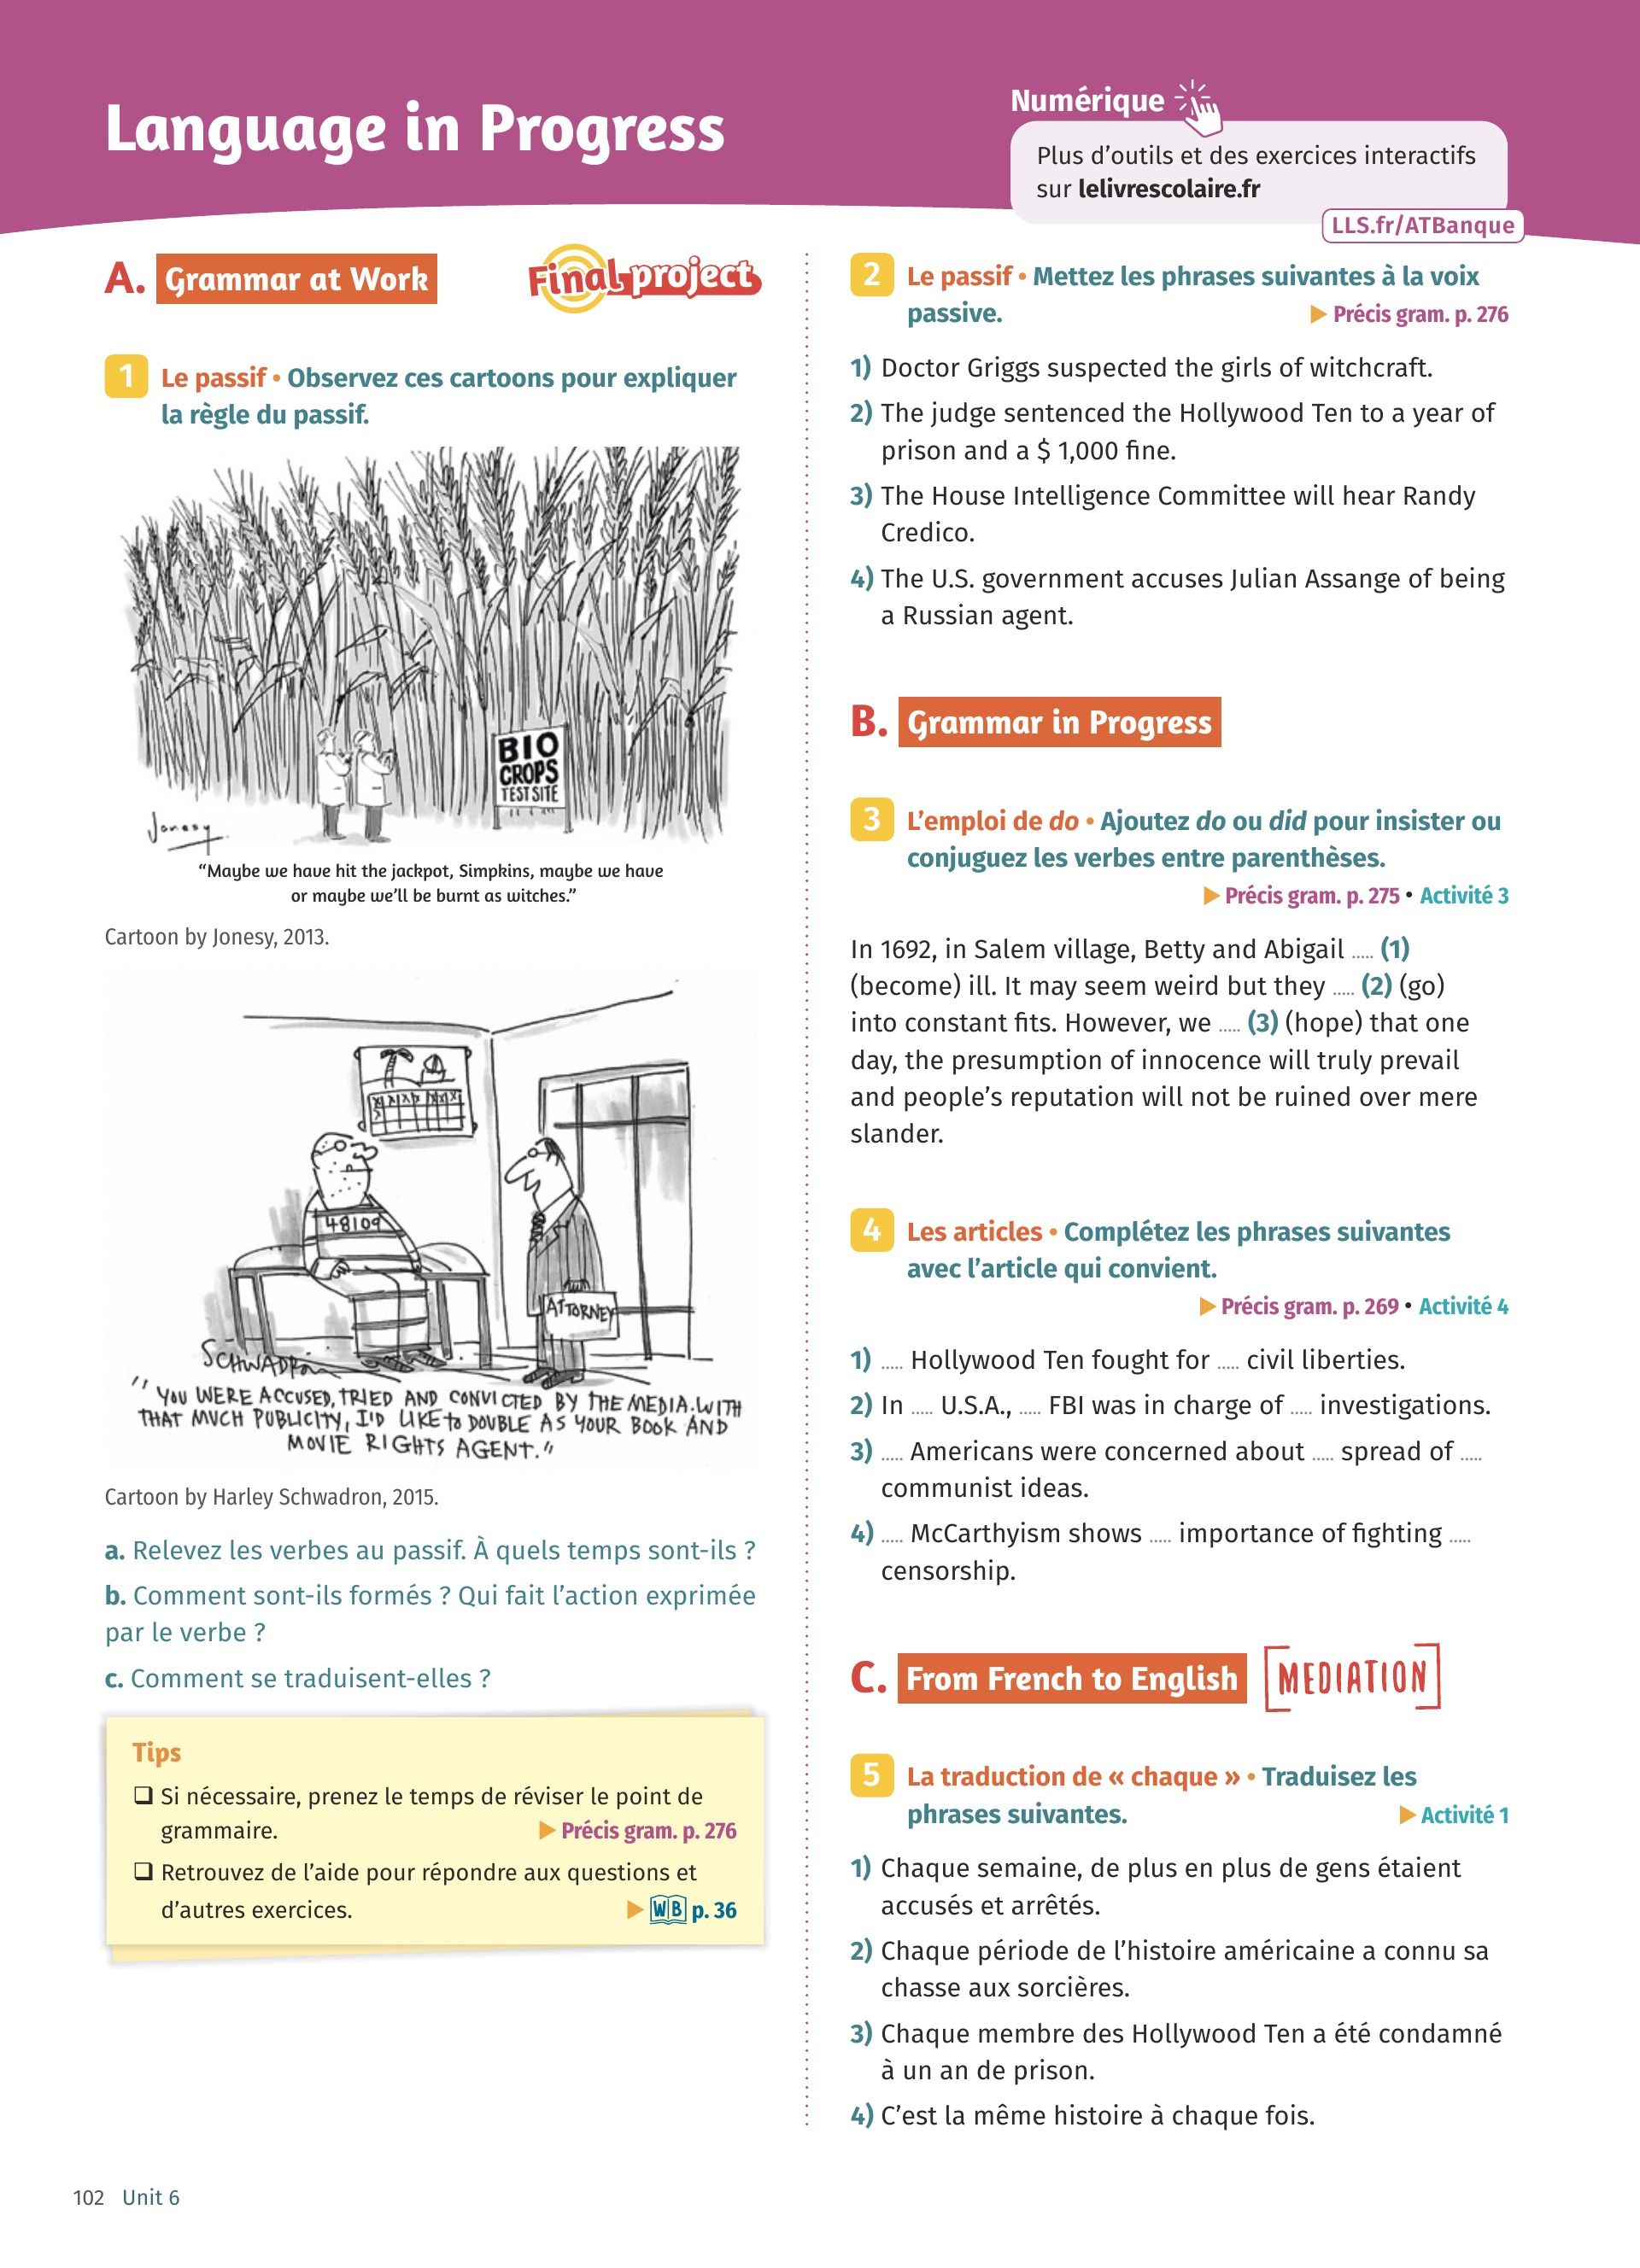 Language in Progress
Numérique
Plus d'outils et des exercices interactifs
sur lelivrescolaire.fr
LLS.fr/ATBanque
A. Grammar at Work
Final project
1 Le passif • Observez ces cartoons pour expliquer
la règle du passif.
BIO
CROPS
TEST SITE
Jonesy
“Maybe we have hit the jackpot, Simpkins, maybe we have
or maybe we'll be burnt as witches.”
Cartoon by Jonesy, 2013.
48109
ATTORNEY
SCHWADRON
"YOU WERE ACCUSED, TRIED AND CONVICTED BY THE MEDIA. WITH
THAT MUCH PUBLICITY, I'D LIKE TO DOUBLE AS YOUR BOOK AND
MOVIE RIGHTS AGENT."
Cartoon by Harley Schwadron, 2015.
a. Relevez les verbes au passif. À quels temps sont-ils ?
b. Comment sont-ils formés ? Qui fait l'action exprimée
par le verbe ?
c. Comment se traduisent-elles ?
Tips
❑ Si nécessaire, prenez le temps de réviser le point de
grammaire. ▶ Précis gram. p. 276
❑ Retrouvez de l'aide pour répondre aux questions et
d'autres exercices. ▶ WB p. 36
2 Le passif • Mettez les phrases suivantes à la voix
passive. ▶ Précis gram. p. 276
1) Doctor Griggs suspected the girls of witchcraft.
2) The judge sentenced the Hollywood Ten to a year of
prison and a $ 1,000 fine.
3) The House Intelligence Committee will hear Randy
Credico.
4) The U.S. government accuses Julian Assange of being
a Russian agent.
B. Grammar in Progress
3 L'emploi de do • Ajoutez do ou did pour insister ou
conjuguez les verbes entre parenthèses.
▶ Précis gram. p. 275 • Activité 3
In 1692, in Salem village, Betty and Abigail ..... (1)
(become) ill. It may seem weird but they ..... (2) (go)
into constant fits. However, we ..... (3) (hope) that one
day, the presumption of innocence will truly prevail
and people's reputation will not be ruined over mere
slander.
4 Les articles • Complétez les phrases suivantes
avec l'article qui convient.
▶ Précis gram. p. 269 • Activité 4
1) ..... Hollywood Ten fought for ..... civil liberties.
2) In ..... U.S.A., ..... FBI was in charge of ..... investigations.
3) ..... Americans were concerned about ..... spread of .....
communist ideas.
4) ..... McCarthyism shows ..... importance of fighting .....
censorship.
C. From French to English MEDIATION
5 La traduction de « chaque » • Traduisez les
phrases suivantes. ▶ Activité 1
1) Chaque semaine, de plus en plus de gens étaient
accusés et arrêtés.
2) Chaque période de l'histoire américaine a connu sa
chasse aux sorcières.
3) Chaque membre des Hollywood Ten a été condamné
à un an de prison.
4) C'est la même histoire à chaque fois.
102 Unit 6